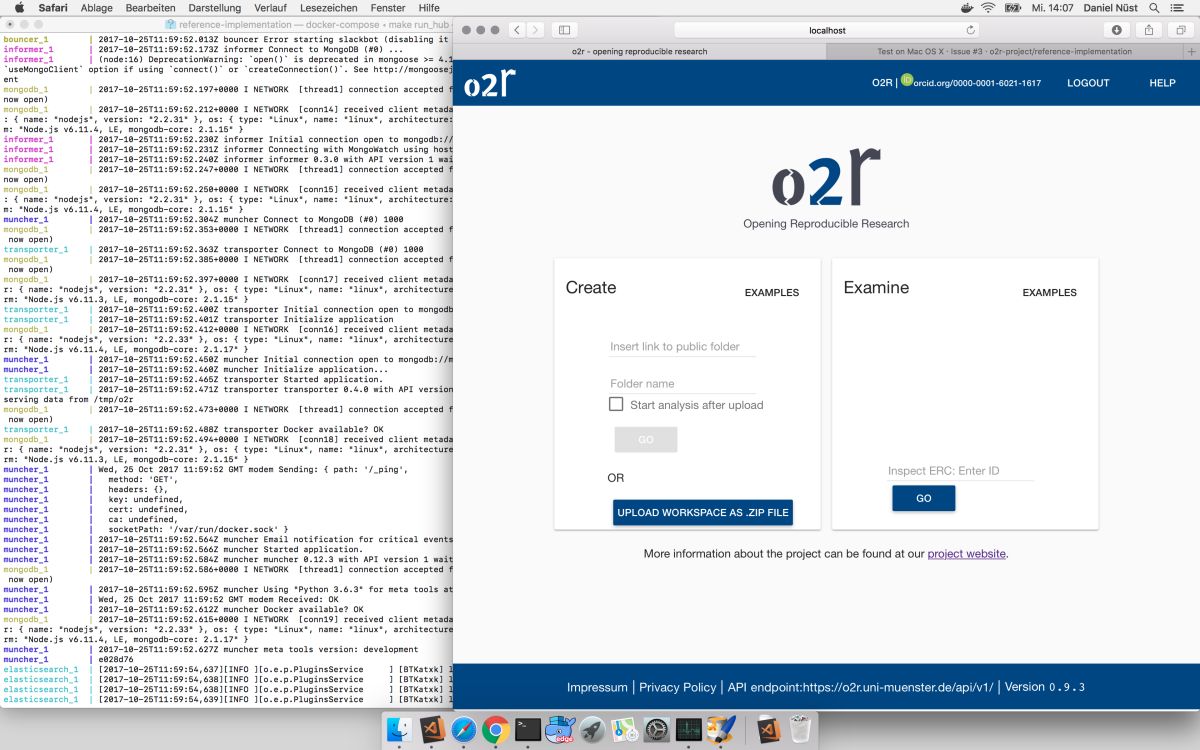 Safari Ablage Bearbeiten Darstellung Verlauf Lesezeichen Fenster Hilfe Mi. 14:07 Daniel Nüst
reference-implementation — docker-compose ◂ make run_hub
bouncer_1 | 2017-10-25T11:59:52.013Z bouncer Error starting slackbot (disabling it
informer_1 | 2017-10-25T11:59:52.173Z informer Connect to MongoDB (#0) ...
informer_1 | (node:16) DeprecationWarning: `open()` is deprecated in mongoose >= 4.1
`useMongoClient` option if using `connect()` or `createConnection()`. See http://mongoosej
ent
mongodb_1 | 2017-10-25T11:59:52.197+0000 I NETWORK [thread1] connection accepted f
now open)
mongodb_1 | 2017-10-25T11:59:52.212+0000 I NETWORK [conn14] received client metada
: { name: "nodejs", version: "2.2.31" }, os: { type: "Linux", name: "linux", architecture:
m: "Node.js v6.11.4, LE, mongodb-core: 2.1.15" }
informer_1 | 2017-10-25T11:59:52.230Z informer Initial connection open to mongodb://
informer_1 | 2017-10-25T11:59:52.231Z informer Connecting with MongoWatch using host
informer_1 | 2017-10-25T11:59:52.240Z informer informer 0.3.0 with API version 1 wai
mongodb_1 | 2017-10-25T11:59:52.247+0000 I NETWORK [thread1] connection accepted f
now open)
mongodb_1 | 2017-10-25T11:59:52.250+0000 I NETWORK [conn15] received client metada
: { name: "nodejs", version: "2.2.31" }, os: { type: "Linux", name: "linux", architecture:
m: "Node.js v6.11.4, LE, mongodb-core: 2.1.15" }
muncher_1 | 2017-10-25T11:59:52.304Z muncher Connect to MongoDB (#0) 1000
mongodb_1 | 2017-10-25T11:59:52.353+0000 I NETWORK [thread1] connection accepted f
now open)
transporter_1 | 2017-10-25T11:59:52.363Z transporter Connect to MongoDB (#0) 1000
mongodb_1 | 2017-10-25T11:59:52.385+0000 I NETWORK [thread1] connection accepted f
now open)
mongodb_1 | 2017-10-25T11:59:52.397+0000 I NETWORK [conn17] received client metada
r: { name: "nodejs", version: "2.2.31" }, os: { type: "Linux", name: "linux", architecture
rm: "Node.js v6.11.3, LE, mongodb-core: 2.1.15" }
transporter_1 | 2017-10-25T11:59:52.400Z transporter Initial connection open to mongodb
transporter_1 | 2017-10-25T11:59:52.401Z transporter Initialize application
mongodb_1 | 2017-10-25T11:59:52.412+0000 I NETWORK [conn16] received client metada
r: { name: "nodejs", version: "2.2.33" }, os: { type: "Linux", name: "linux", architecture
rm: "Node.js v6.11.4, LE, mongodb-core: 2.1.17" }
muncher_1 | 2017-10-25T11:59:52.450Z muncher Initial connection open to mongodb://m
muncher_1 | 2017-10-25T11:59:52.460Z muncher Initialize application...
transporter_1 | 2017-10-25T11:59:52.465Z transporter Started application.
transporter_1 | 2017-10-25T11:59:52.471Z transporter transporter 0.4.0 with API version
serving data from /tmp/o2r
mongodb_1 | 2017-10-25T11:59:52.473+0000 I NETWORK [thread1] connection accepted f
now open)
transporter_1 | 2017-10-25T11:59:52.488Z transporter Docker available? OK
mongodb_1 | 2017-10-25T11:59:52.494+0000 I NETWORK [conn18] received client metada
r: { name: "nodejs", version: "2.2.31" }, os: { type: "Linux", name: "linux", architecture
rm: "Node.js v6.11.3, LE, mongodb-core: 2.1.15" }
muncher_1 | Wed, 25 Oct 2017 11:59:52 GMT modem Sending: { path: '/_ping',
muncher_1 | method: 'GET',
muncher_1 | headers: {},
muncher_1 | key: undefined,
muncher_1 | cert: undefined,
muncher_1 | ca: undefined,
muncher_1 | socketPath: '/var/run/docker.sock' }
muncher_1 | 2017-10-25T11:59:52.564Z muncher Email notification for critical events
muncher_1 | 2017-10-25T11:59:52.566Z muncher Started application.
muncher_1 | 2017-10-25T11:59:52.584Z muncher muncher 0.12.3 with API version 1 wait
mongodb_1 | 2017-10-25T11:59:52.586+0000 I NETWORK [thread1] connection accepted f
now open)
muncher_1 | 2017-10-25T11:59:52.595Z muncher Using "Python 3.6.3" for meta tools at
muncher_1 | Wed, 25 Oct 2017 11:59:52 GMT modem Received: OK
muncher_1 | 2017-10-25T11:59:52.612Z muncher Docker available? OK
mongodb_1 | 2017-10-25T11:59:52.615+0000 I NETWORK [conn19] received client metada
r: { name: "nodejs", version: "2.2.33" }, os: { type: "Linux", name: "linux", architecture
rm: "Node.js v6.11.4, LE, mongodb-core: 2.1.17" }
muncher_1 | 2017-10-25T11:59:52.627Z muncher meta tools version: development
muncher_1 | e028d76
elasticsearch_1 | [2017-10-25T11:59:54,637][INFO ][o.e.p.PluginsService ] [BTKatxk] l
elasticsearch_1 | [2017-10-25T11:59:54,638][INFO ][o.e.p.PluginsService ] [BTKatxk] l
elasticsearch_1 | [2017-10-25T11:59:54,638][INFO ][o.e.p.PluginsService ] [BTKatxk] l
elasticsearch_1 | [2017-10-25T11:59:54,639][INFO ][o.e.p.PluginsService ] [BTKatxk] l
localhost
o2r - opening reproducible research
Test on Mac OS X · Issue #3 · o2r-project/reference-implementation
o2r
O2R | iD orcid.org/0000-0001-6021-1617 LOGOUT HELP
o2r
Opening Reproducible Research
Create
EXAMPLES
Insert link to public folder
Folder name
Start analysis after upload
GO
OR
UPLOAD WORKSPACE AS .ZIP FILE
Examine
EXAMPLES
Inspect ERC: Enter ID
GO
More information about the project can be found at our project website.
Impressum | Privacy Policy | API endpoint:https://o2r.uni-muenster.de/api/v1/ | Version 0.9.3
edge